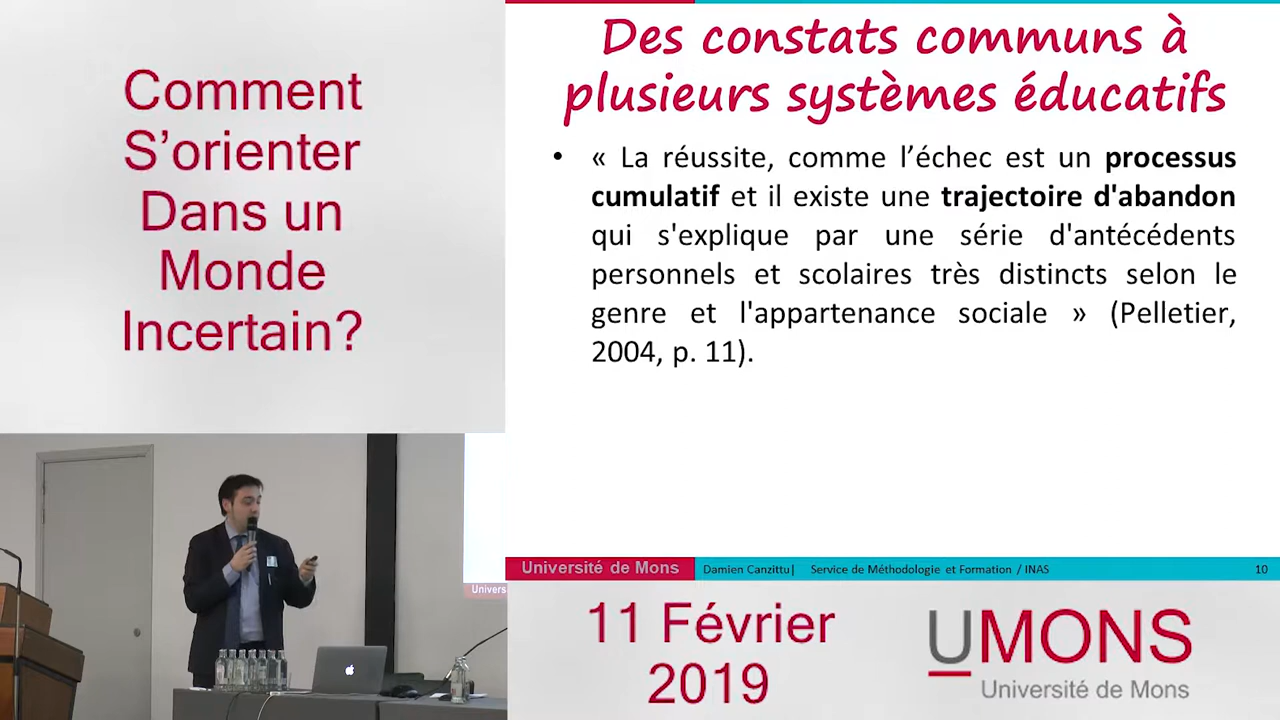 Comment
S’orienter
Dans un
Monde
Incertain?
Des constats communs à
plusieurs systèmes éducatifs
• « La réussite, comme l’échec est un processus
cumulatif et il existe une trajectoire d'abandon
qui s'explique par une série d'antécédents
personnels et scolaires très distincts selon le
genre et l'appartenance sociale » (Pelletier,
2004, p. 11).
Université de Mons Damien Canzittu| Service de Méthodologie et Formation / INAS 10
Univers
11 Février
2019
UMONS
Université de Mons